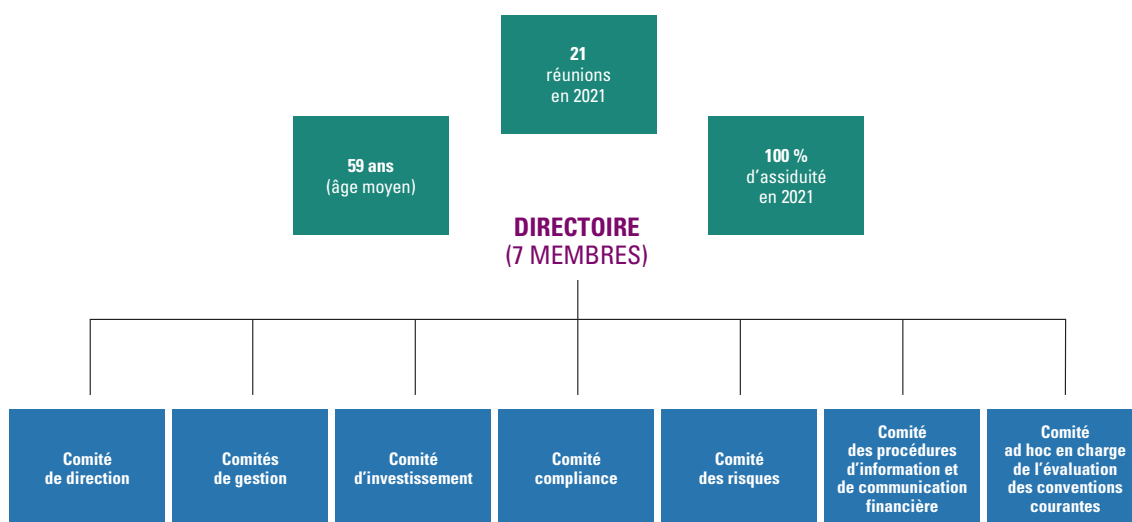 21
réunions
en 2021
59 ans
(âge moyen)
100 %
d'assiduité
en 2021
DIRECTOIRE
(7 MEMBRES)
Comité
de direction
Comités
de gestion
Comité
d'investissement
Comité
compliance
Comité
des risques
Comité
des procédures
d'information et
de communication
financière
Comité
ad hoc en charge
de l'évaluation
des conventions
courantes